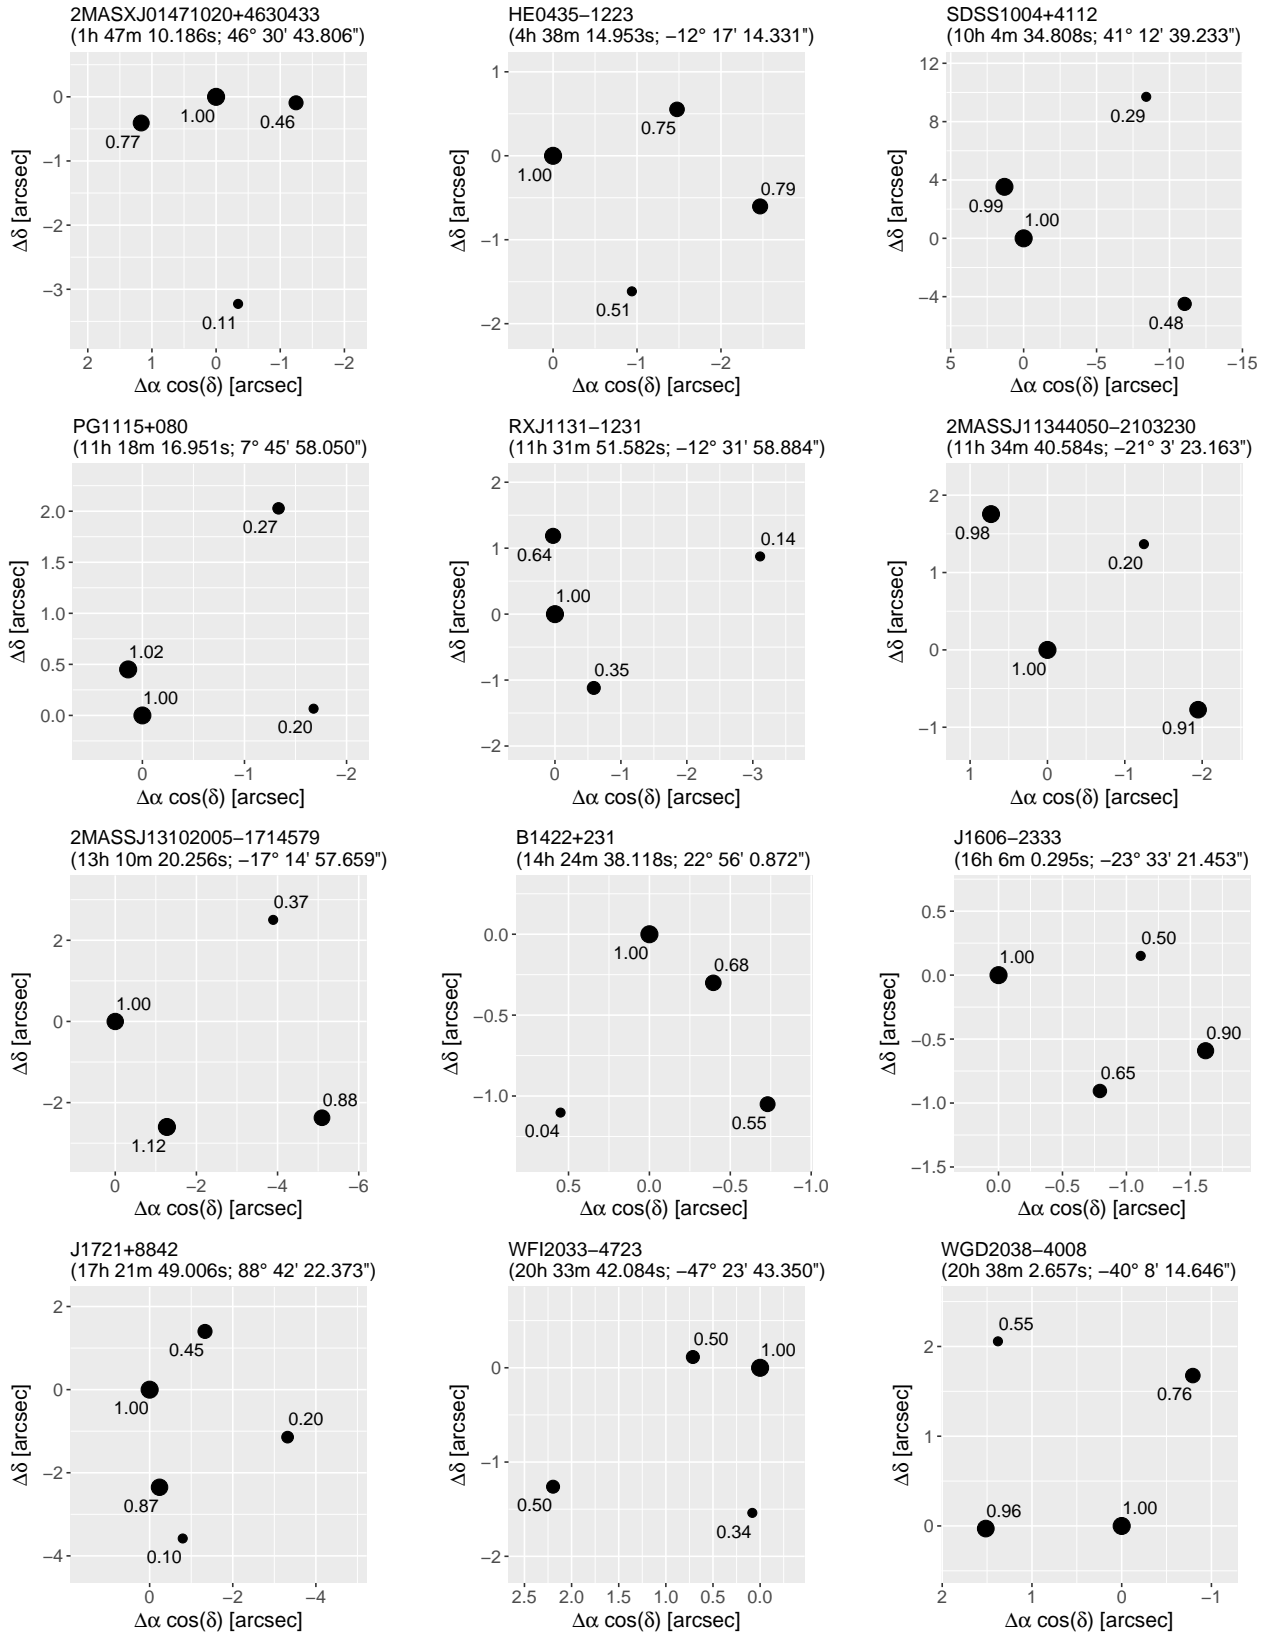 2MASXJ01471020+4630433
(1h 47m 10.186s; 46° 30' 43.806")
0
−1
−2
−3
1.00
0.77
0.46
0.11
2 1 0 −1 −2
Δδ [arcsec]
Δα cos(δ) [arcsec]
HE0435−1223
(4h 38m 14.953s; −12° 17' 14.331")
1
0
−1
−2
0.75
1.00
0.79
0.51
0 −1 −2
Δδ [arcsec]
Δα cos(δ) [arcsec]
SDSS1004+4112
(10h 4m 34.808s; 41° 12' 39.233")
12
8
4
0
−4
0.29
0.99
1.00
0.48
5 0 −5 −10 −15
Δδ [arcsec]
Δα cos(δ) [arcsec]
PG1115+080
(11h 18m 16.951s; 7° 45' 58.050")
2.0
1.5
1.0
0.5
0.0
0.27
1.02
1.00
0.20
0 −1 −2
Δδ [arcsec]
Δα cos(δ) [arcsec]
RXJ1131−1231
(11h 31m 51.582s; −12° 31' 58.884")
2
1
0
−1
−2
0.14
0.64
1.00
0.35
0 −1 −2 −3
Δδ [arcsec]
Δα cos(δ) [arcsec]
2MASSJ11344050−2103230
(11h 34m 40.584s; −21° 3' 23.163")
2
1
0
−1
0.98
0.20
1.00
0.91
1 0 −1 −2
Δδ [arcsec]
Δα cos(δ) [arcsec]
2MASSJ13102005−1714579
(13h 10m 20.256s; −17° 14' 57.659")
2
0
−2
0.37
1.00
0.88
1.12
0 −2 −4 −6
Δδ [arcsec]
Δα cos(δ) [arcsec]
B1422+231
(14h 24m 38.118s; 22° 56' 0.872")
0.0
−0.5
−1.0
1.00
0.68
0.55
0.04
0.5 0.0 −0.5 −1.0
Δδ [arcsec]
Δα cos(δ) [arcsec]
J1606−2333
(16h 6m 0.295s; −23° 33' 21.453")
0.5
0.0
−0.5
−1.0
−1.5
0.50
1.00
0.90
0.65
0.0 −0.5 −1.0 −1.5
Δδ [arcsec]
Δα cos(δ) [arcsec]
J1721+8842
(17h 21m 49.006s; 88° 42' 22.373")
2
0
−2
−4
0.45
1.00
0.20
0.87
0.10
0 −2 −4
Δδ [arcsec]
Δα cos(δ) [arcsec]
WFI2033−4723
(20h 33m 42.084s; −47° 23' 43.350")
0
−1
−2
0.50
1.00
0.50
0.34
2.5 2.0 1.5 1.0 0.5 0.0
Δδ [arcsec]
Δα cos(δ) [arcsec]
WGD2038−4008
(20h 38m 2.657s; −40° 8' 14.646")
2
1
0
0.55
0.76
0.96
1.00
2 1 0 −1
Δδ [arcsec]
Δα cos(δ) [arcsec]